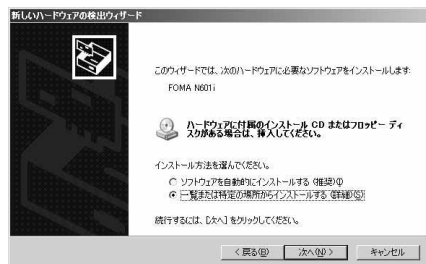 新しいハードウェアの検出ウィザード
このウィザードでは、次のハードウェアに必要なソフトウェアをインストールします:
FOMA N601i
ハードウェアに付属のインストール CD またはフロッピー ディ
スクがある場合は、挿入してください。
インストール方法を選んでください。
ソフトウェアを自動的にインストールする (推奨)(I)
一覧または特定の場所からインストールする (詳細)(S)
続行するには、[次へ] をクリックしてください。
< 戻る(B)
次へ(N) >
キャンセル